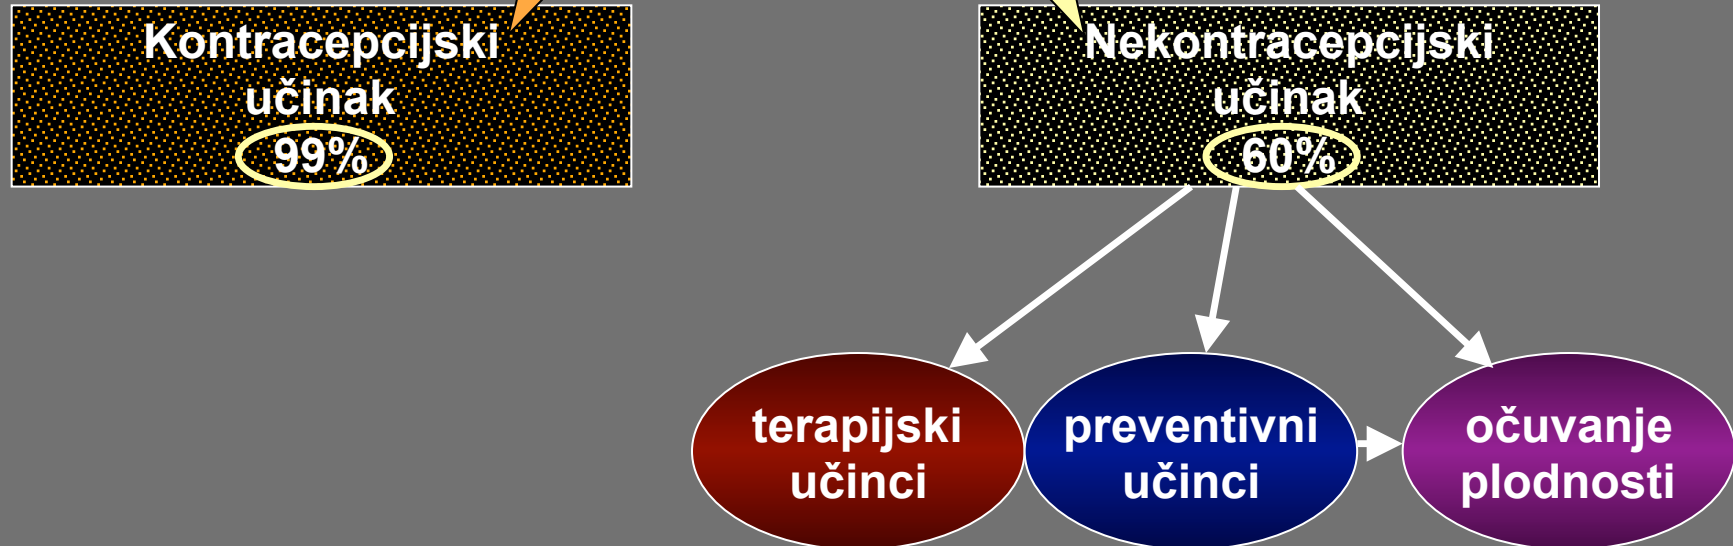 Kontracepcijski
učinak
99%
Nekontracepcijski
učinak
60%
terapijski
učinci
preventivni
učinci
očuvanje
plodnosti